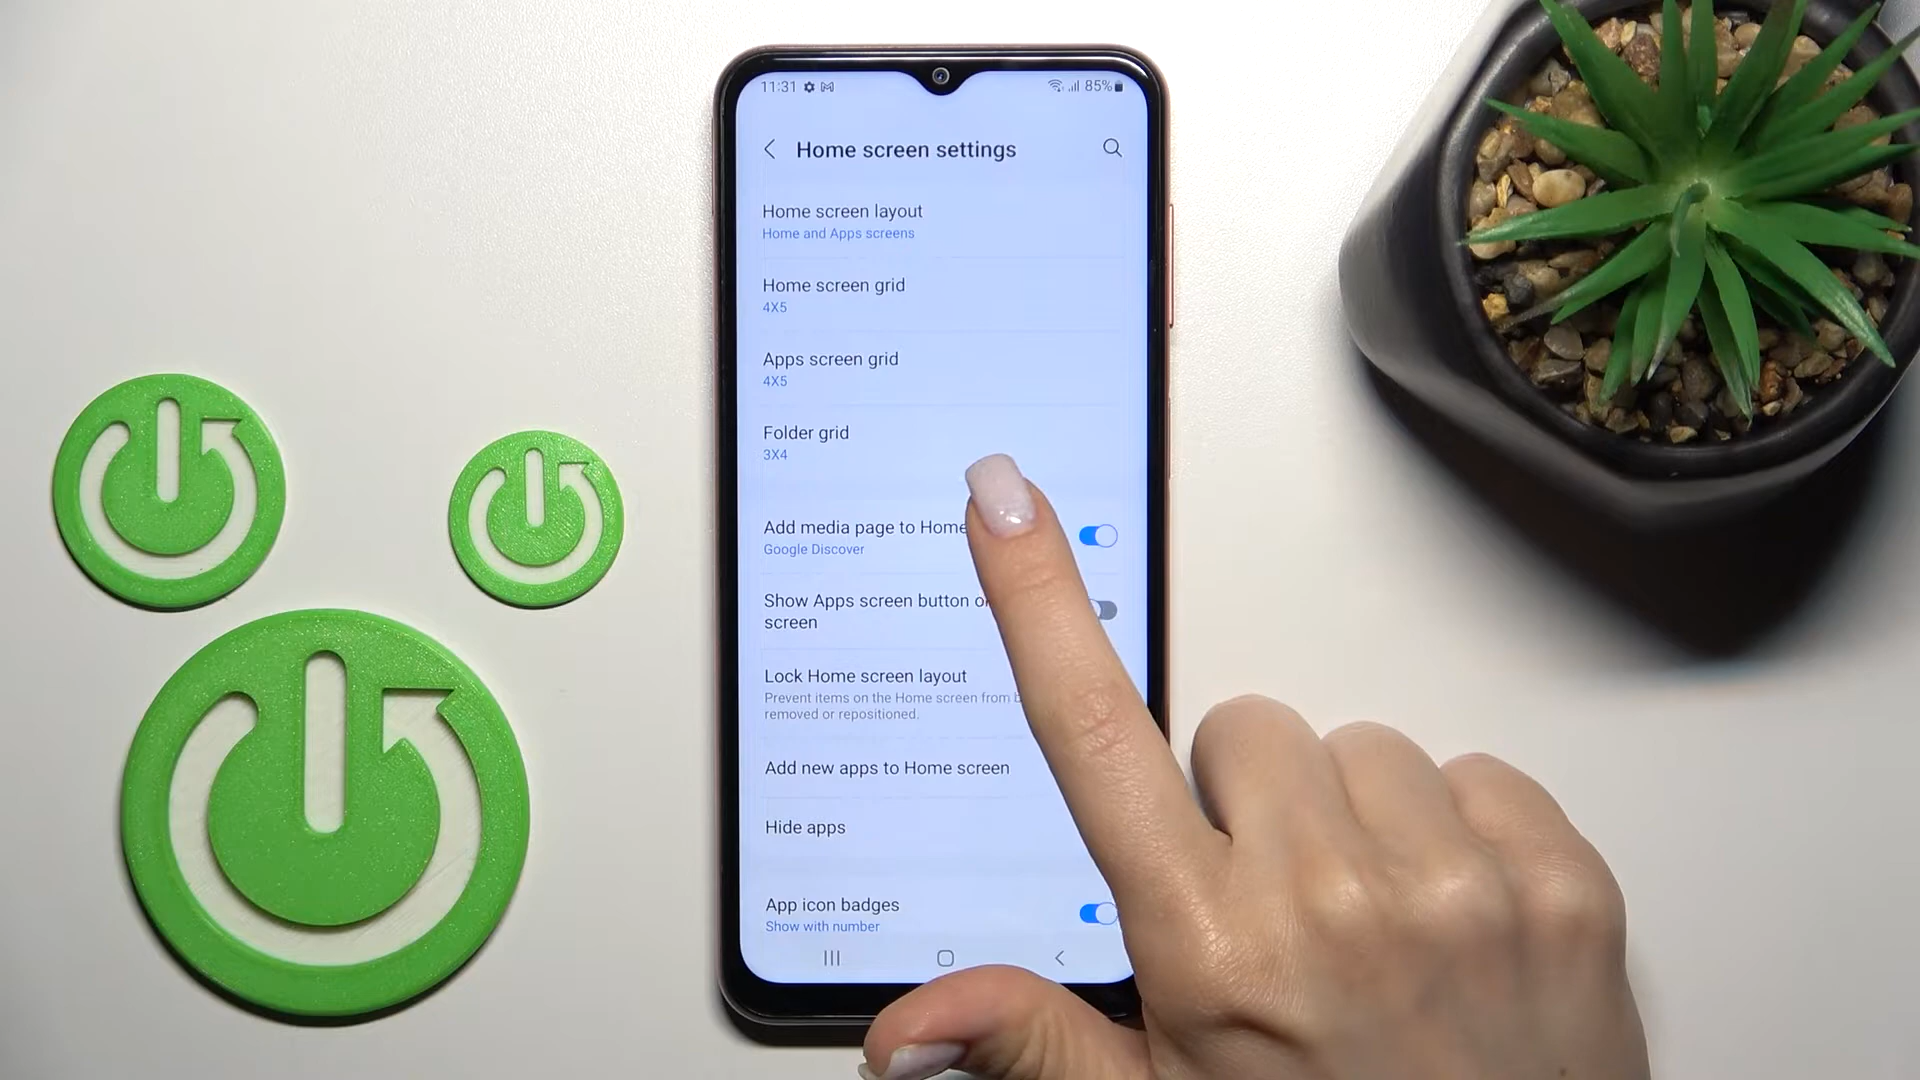 11:31 85%
Home screen settings
Home screen layout
Home and Apps screens
Home screen grid
4X5
Apps screen grid
4X5
Folder grid
3X4
Add media page to Home
Google Discover
Show Apps screen button
screen
Lock Home screen layout
Prevent items on the Home screen from
removed or repositioned.
Add new apps to Home screen
Hide apps
App icon badges
Show with number